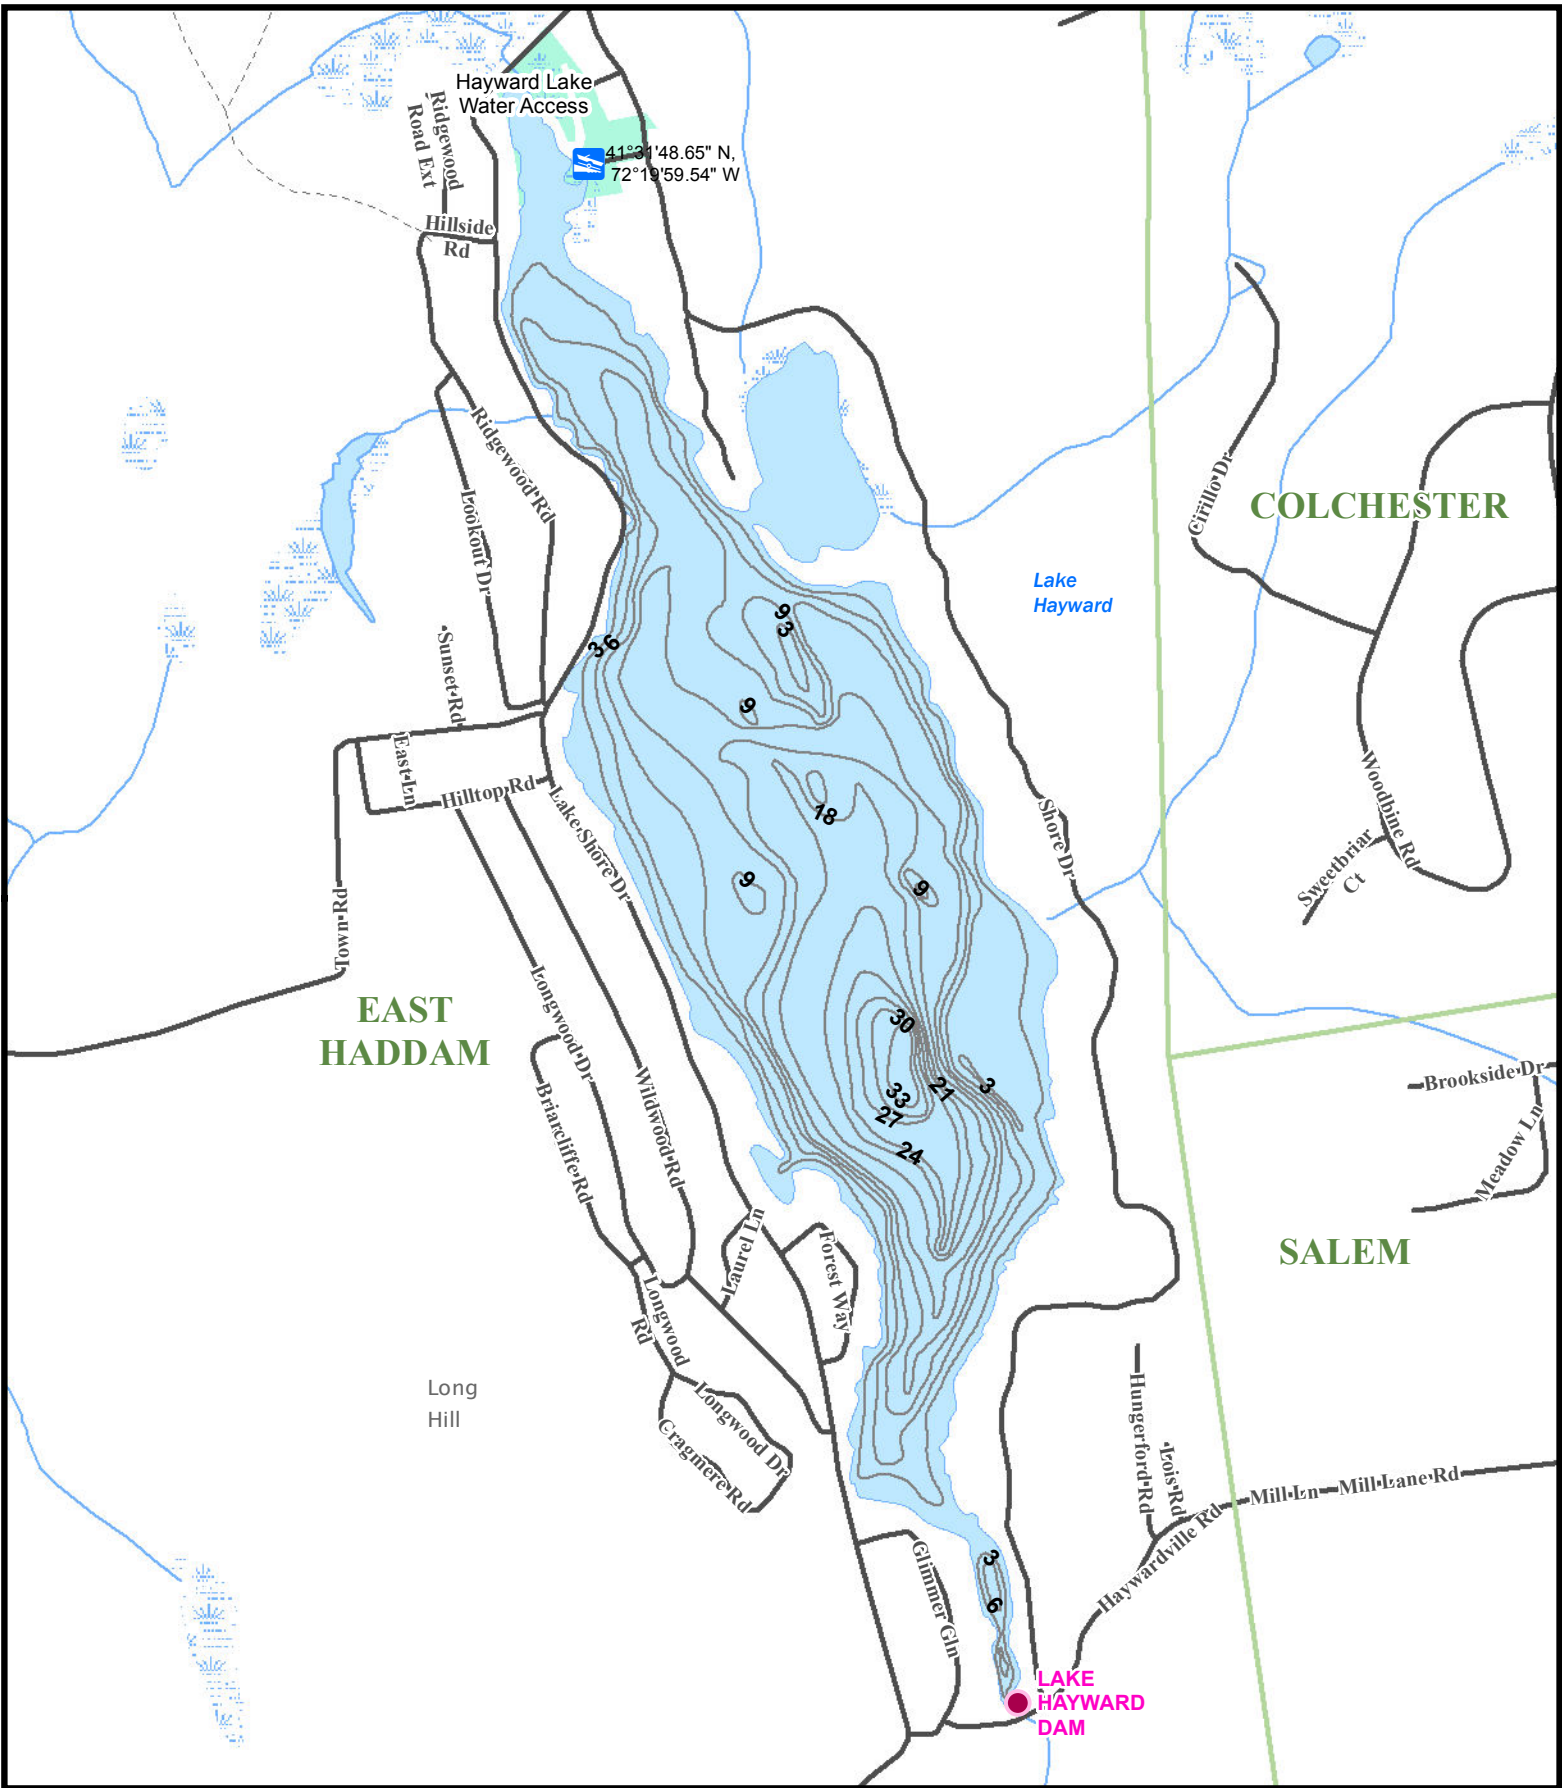 Hayward Lake
Water Access
41°31'48.65" N,
72°19'59.54" W
Ridgewood
Road Ext
Hillside
Rd
Ridgewood Rd
Lookout Dr
Cirillo Dr
COLCHESTER
Lake
Hayward
9
3
3
6
Sunset Rd
9
East Ln
Hilltop Rd
Lake Shore Dr
18
Shore Dr
Woodbine Rd
Sweetbriar
Ct
9
9
Town Rd
EAST
HADDAM
Longwood Dr
30
Wildwood Rd
Briarcliffe Rd
33
21
3
27
24
Brookside Dr
Meadow Ln
Laurel Ln
Forest Way
SALEM
Longwood
Rd
Long
Hill
Longwood Dr
Cragmere Rd
Hungerford Rd
Lois Rd
Mill Ln
Mill Lane Rd
Haywardville Rd
Glimmer Gln
3
6
LAKE
HAYWARD
DAM